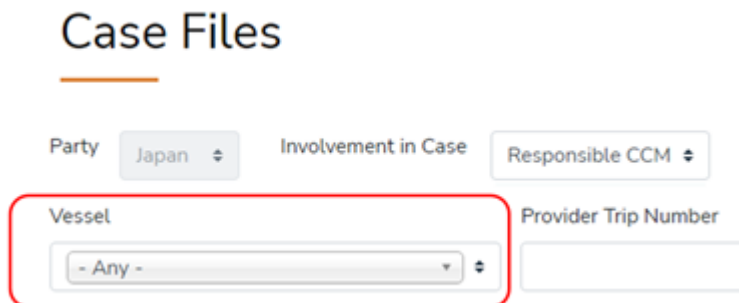 Case Files
Party Japan Involvement in Case Responsible CCM
Vessel Provider Trip Number
- Any -